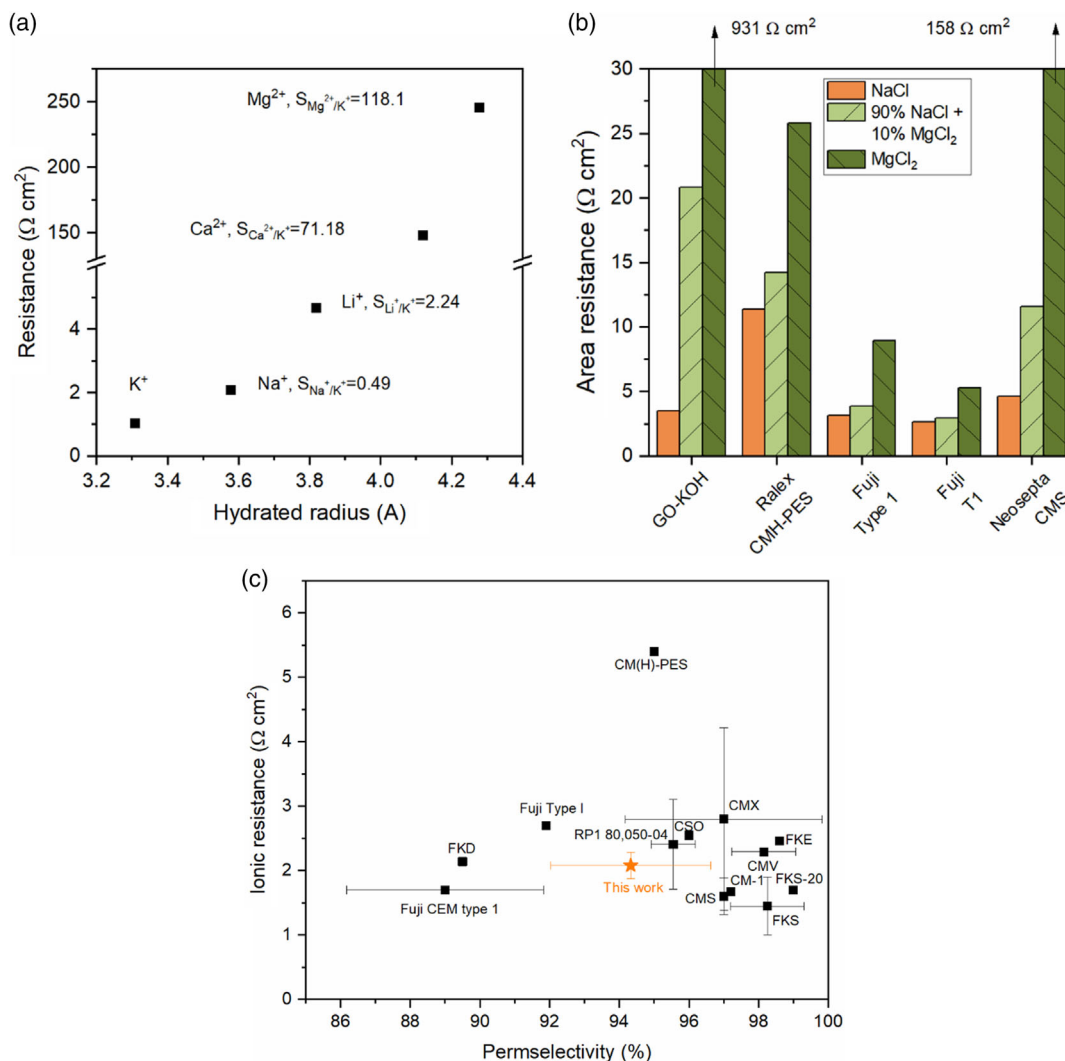 (a)
250
200
150
4
2
0
3.2
3.4
3.6
3.8
4.0
4.2
4.4
Resistance (Ω cm²)
Hydrated radius (A)
Mg²⁺, S_Mg²⁺/K⁺=118.1
Ca²⁺, S_Ca²⁺/K⁺=71.18
Li⁺, S_Li⁺/K⁺=2.24
Na⁺, S_Na⁺/K⁺=0.49
K⁺
(b)
931 Ω cm²
158 Ω cm²
30
25
20
15
10
5
0
Area resistance (Ω cm²)
NaCl
90% NaCl +
10% MgCl₂
MgCl₂
GO-KOH
Ralex
CMH-PES
Fuji
Type 1
Fuji
T1
Neosepta
CMS
(c)
6
5
4
3
2
1
0
86
88
90
92
94
96
98
100
Ionic resistance (Ω cm²)
Permselectivity (%)
CM(H)-PES
CMX
Fuji Type I
RP1 80,050-04
CSO
FKE
FKD
CMV
This work
CM-1
FKS-20
Fuji CEM type 1
CMS
FKS